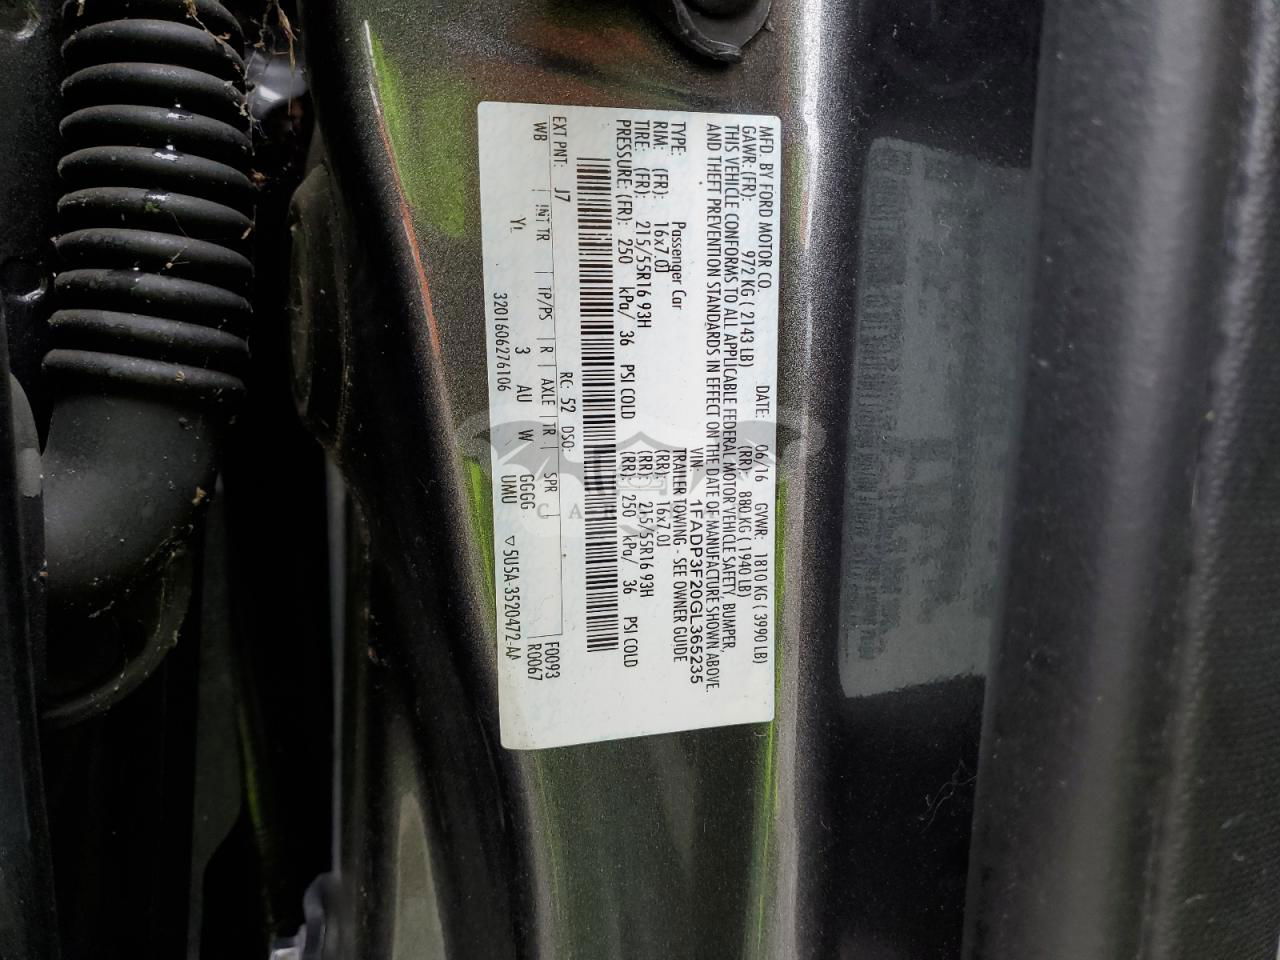 MFD. BY FORD MOTOR CO. DATE: 06/16 GVWR: 1810 KG ( 3990 LB)
GAWR: (FR): 972 KG ( 2143 LB) (RR): 880 KG ( 1940 LB)
THIS VEHICLE CONFORMS TO ALL APPLICABLE FEDERAL MOTOR VEHICLE SAFETY, BUMPER,
AND THEFT PREVENTION STANDARDS IN EFFECT ON THE DATE OF MANUFACTURE SHOWN ABOVE.
VIN: 1FADP3F20GL365235
TYPE: Passenger Car TRAILER TOWING - SEE OWNER GUIDE
RIM: (FR): 16x7.0J (RR): 16x7.0J
TIRE: (FR): 215/55R16 93H (RR): 215/55R16 93H
PRESSURE: (FR): 250 kPa/ 36 PSI COLD (RR): 250 kPa/ 36 PSI COLD
RC: 52 DSO: F0093
EXT PNT: J7 R0067
WB INT TR TP/PS R AXLE TR SPR
YL 3 AU W GGGG
UMU
3201606276106 ▽ 5U5A-3520472-AA